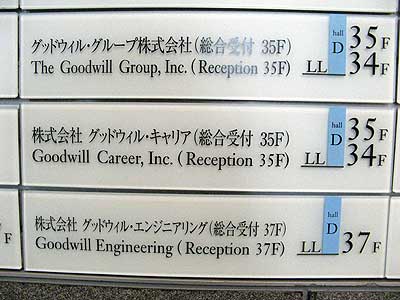 グッドウィル・グループ株式会社(総合受付 35F)
The Goodwill Group, Inc. (Reception 35F)
LL
hall
D
35F
34F
株式会社 グッドウィル・キャリア(総合受付 35F)
Goodwill Career, Inc. (Reception 35F)
LL
hall
D
35F
34F
株式会社 グッドウィル・エンジニアリング(総合受付 37F)
Goodwill Engineering (Reception 37F)
LL
hall
D
37F
F